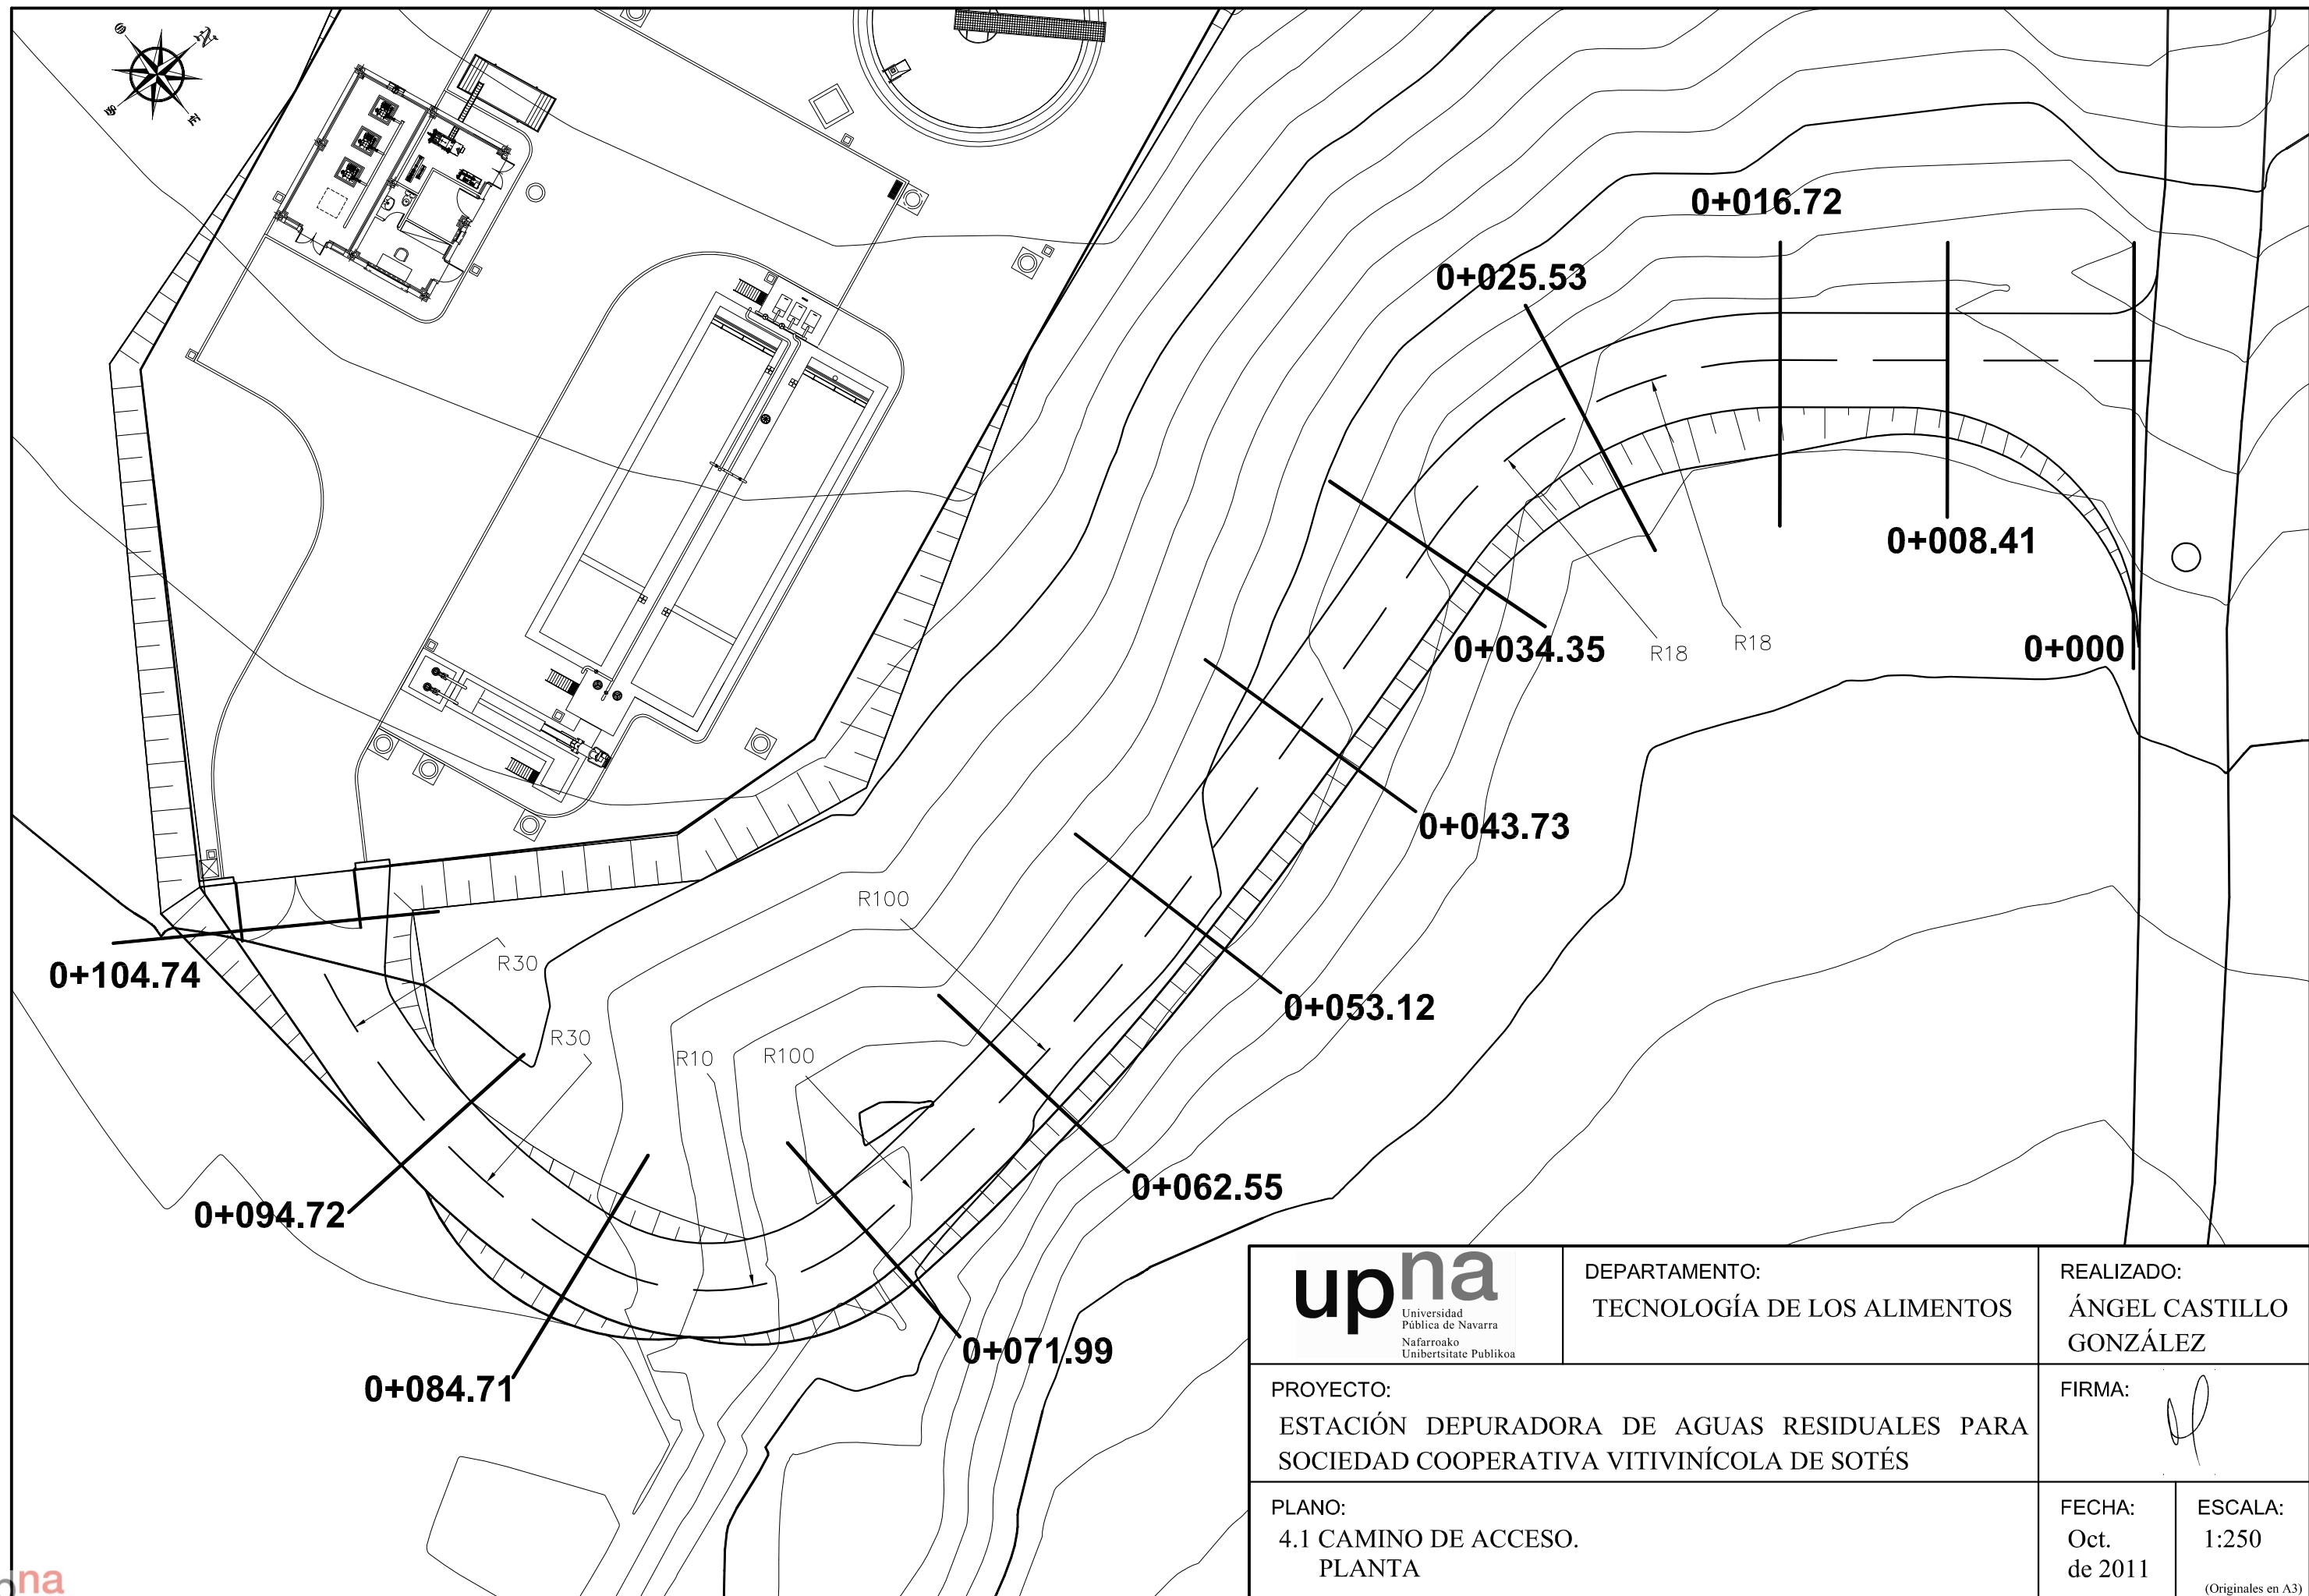 N
E
0+016.72
0+025.53
0+008.41
0+034.35
R18
R18
0+000
0+043.73
R100
0+104.74
R30
0+053.12
R30
R10
R100
0+062.55
0+094.72
0+071.99
0+084.71
upna
Universidad
Pública de Navarra
Nafarroako
Unibertsitate Publikoa
DEPARTAMENTO:
TECNOLOGÍA DE LOS ALIMENTOS
REALIZADO:
ÁNGEL CASTILLO
GONZÁLEZ
PROYECTO:
ESTACIÓN DEPURADORA DE AGUAS RESIDUALES PARA
SOCIEDAD COOPERATIVA VITIVINÍCOLA DE SOTÉS
FIRMA:
PLANO:
4.1 CAMINO DE ACCESO.
PLANTA
FECHA:
Oct.
de 2011
ESCALA:
1:250
(Originales en A3)
na